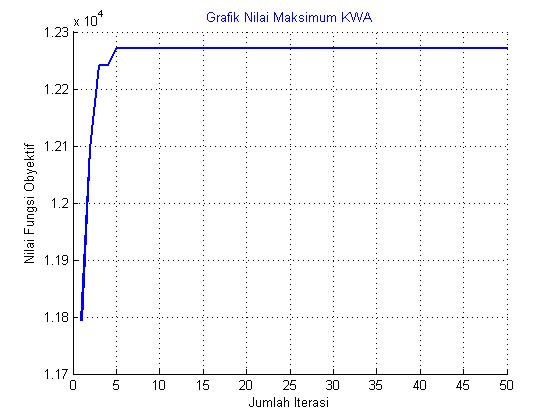 Grafik Nilai Maksimum KWA
x 10^4
1.23
1.22
1.21
1.2
1.19
1.18
1.17
Nilai Fungsi Obyektif
0 5 10 15 20 25 30 35 40 45 50
Jumlah Iterasi